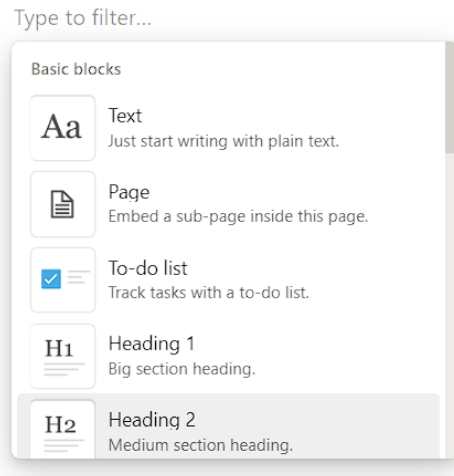 Type to filter...
Basic blocks
Aa
Text
Just start writing with plain text.
Page
Embed a sub-page inside this page.
To-do list
Track tasks with a to-do list.
H1
Heading 1
Big section heading.
H2
Heading 2
Medium section heading.